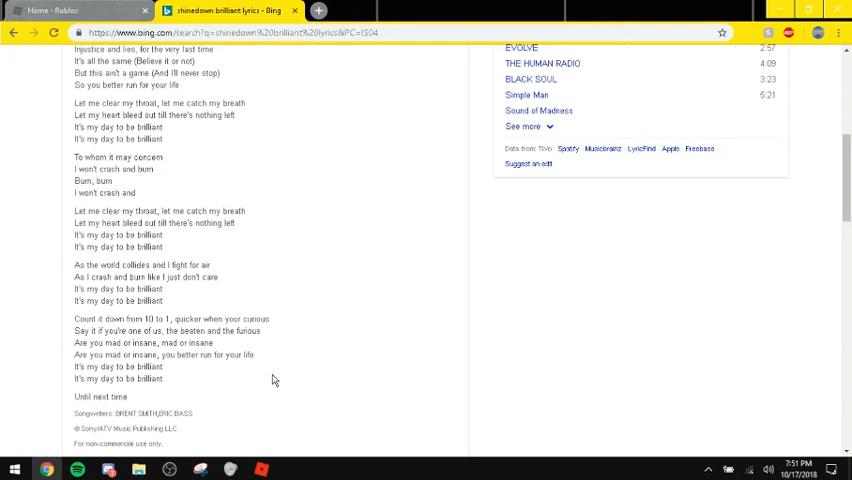 Home - Roblox
shinedown brilliant lyrics - Bing
https://www.bing.com/search?q=shinedown%20brilliant%20lyrics&PC=IS04
Injustice and lies, for the very last time
It's all the same (Believe it or not)
But this ain't a game (And I'll never stop)
So you better run for your life
Let me clear my throat, let me catch my breath
Let my heart bleed out till there's nothing left
It's my day to be brilliant
It's my day to be brilliant
To whom it may concern
I won't crash and burn
Burn, burn
I won't crash and
Let me clear my throat, let me catch my breath
Let my heart bleed out till there's nothing left
It's my day to be brilliant
It's my day to be brilliant
As the world collides and I fight for air
As I crash and burn like I just don't care
It's my day to be brilliant
It's my day to be brilliant
Count it down from 10 to 1, quicker when your curious
Say it if you're one of us, the beaten and the furious
Are you mad or insane, mad or insane
Are you mad or insane, you better run for your life
It's my day to be brilliant
It's my day to be brilliant
Until next time
Songwriters: BRENT SMITH,ERIC BASS
© Sony/ATV Music Publishing LLC
For non-commercial use only.
EVOLVE 2:57
THE HUMAN RADIO 4:09
BLACK SOUL 3:23
Simple Man 5:21
Sound of Madness
See more
Data from: TiVo · Spotify · Musicbrainz · LyricFind · Apple · Freebase
Suggest an edit
7:51 PM
10/17/2018